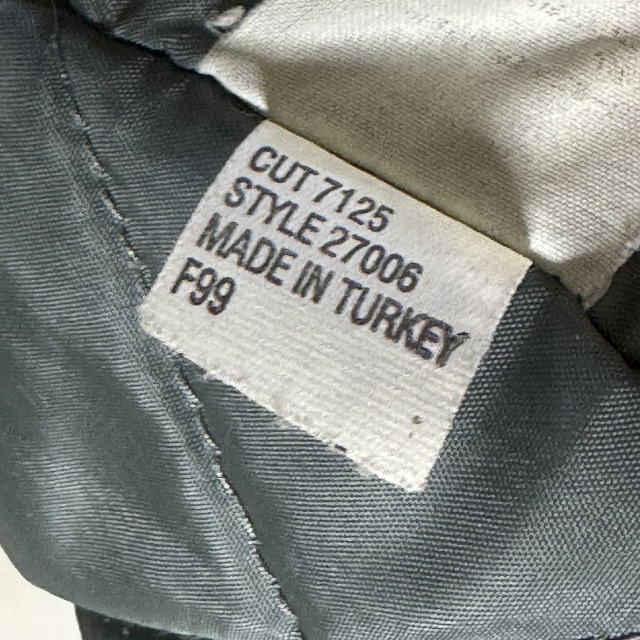 CUT 7125
STYLE 27006
MADE IN TURKEY
F99